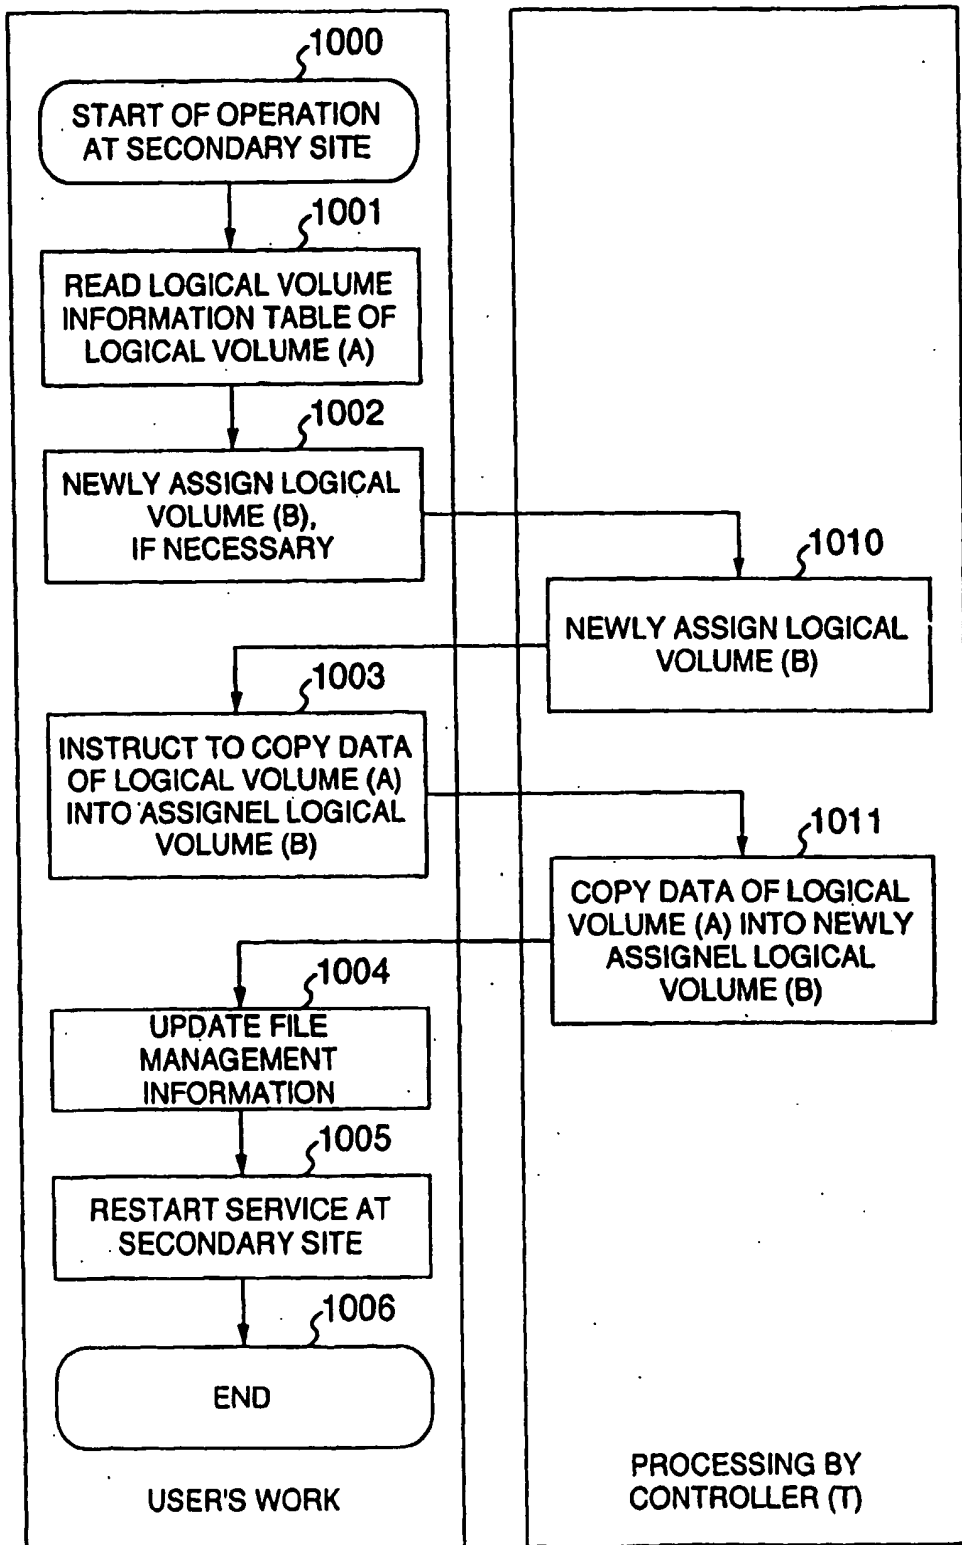 1000
START OF OPERATION
AT SECONDARY SITE
1001
READ LOGICAL VOLUME
INFORMATION TABLE OF
LOGICAL VOLUME (A)
1002
NEWLY ASSIGN LOGICAL
VOLUME (B),
IF NECESSARY
1010
NEWLY ASSIGN LOGICAL
VOLUME (B)
1003
INSTRUCT TO COPY DATA
OF LOGICAL VOLUME (A)
INTO ASSIGNEL LOGICAL
VOLUME (B)
1011
COPY DATA OF LOGICAL
VOLUME (A) INTO NEWLY
ASSIGNEL LOGICAL
VOLUME (B)
1004
UPDATE FILE
MANAGEMENT
INFORMATION
1005
RESTART SERVICE AT
SECONDARY SITE
1006
END
USER'S WORK
PROCESSING BY
CONTROLLER (T)